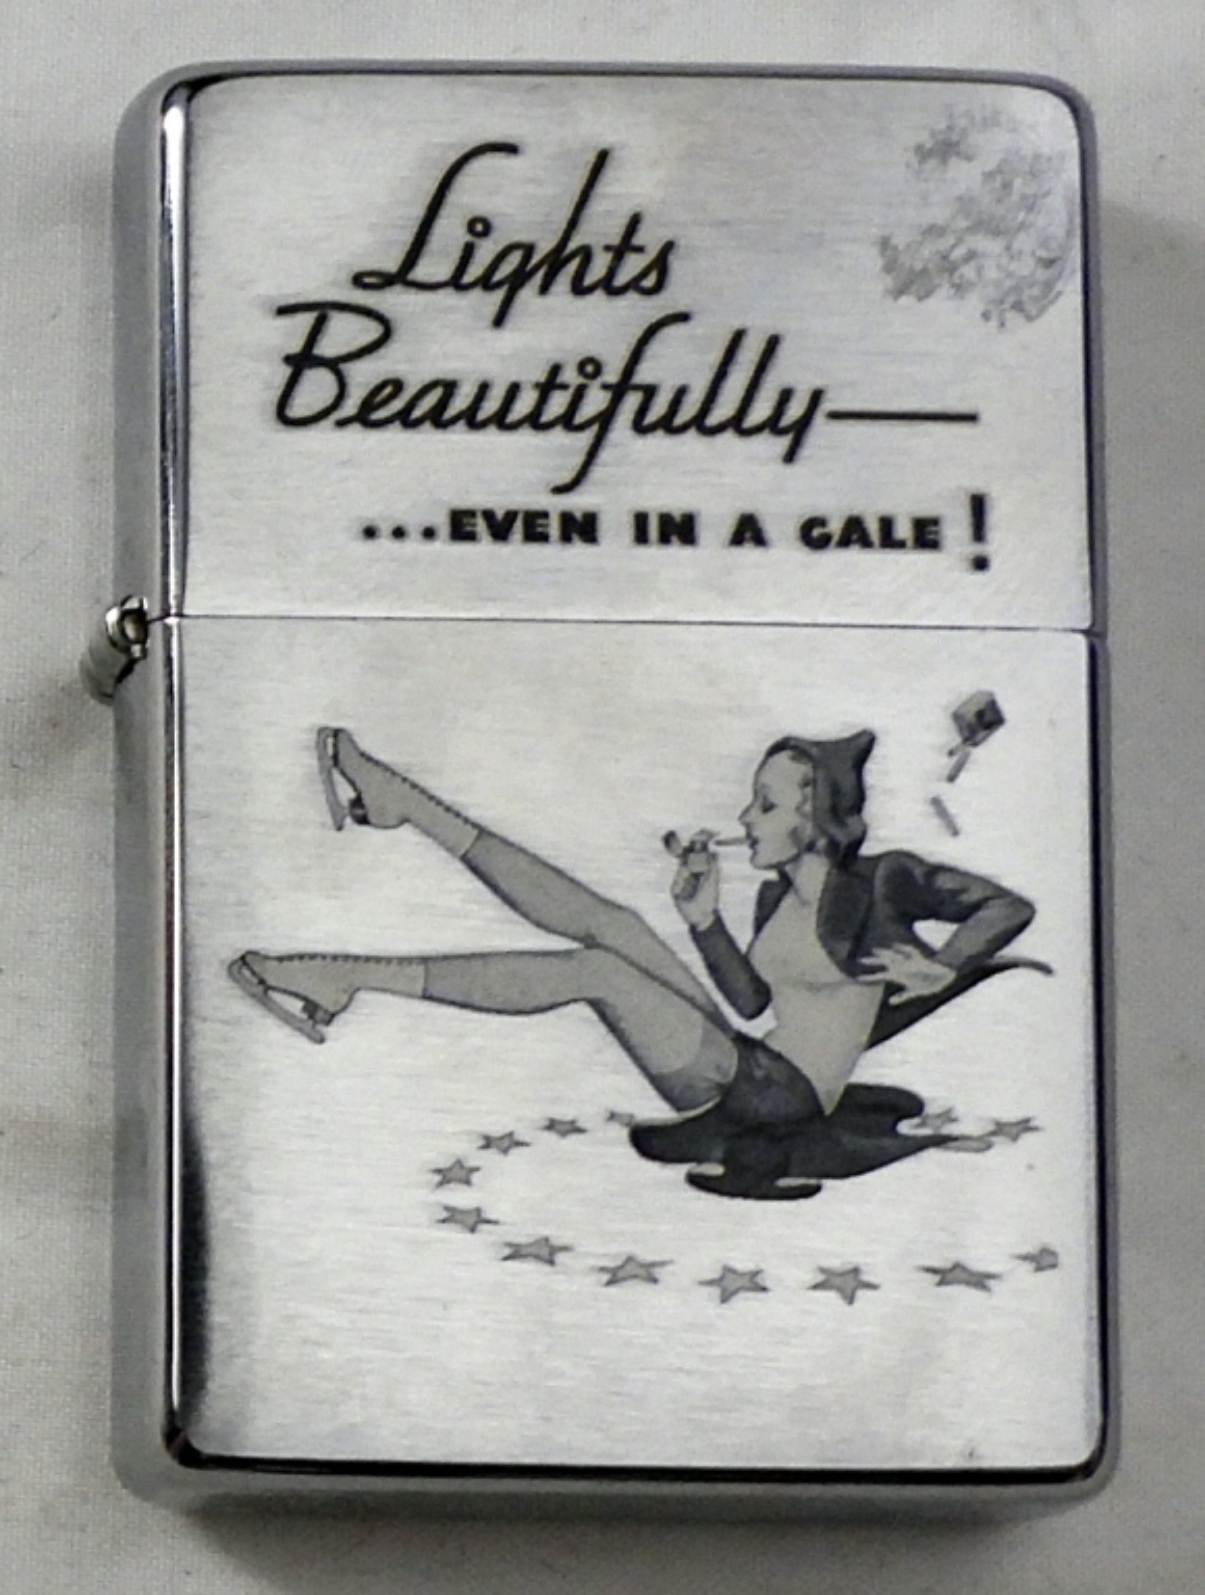 Lights
Beautifully—
...EVEN IN A GALE!